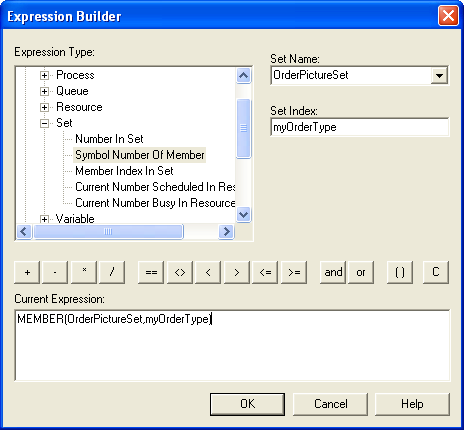 Expression Builder
Expression Type:
Process
Queue
Resource
Set
Number In Set
Symbol Number Of Member
Member Index In Set
Current Number Scheduled In Res
Current Number Busy In Resource
Variable
Set Name:
OrderPictureSet
Set Index:
myOrderType
+ - * / == <> < > <= >= and or ( ) C
Current Expression:
MEMBER(OrderPictureSet,myOrderType)
OK Cancel Help